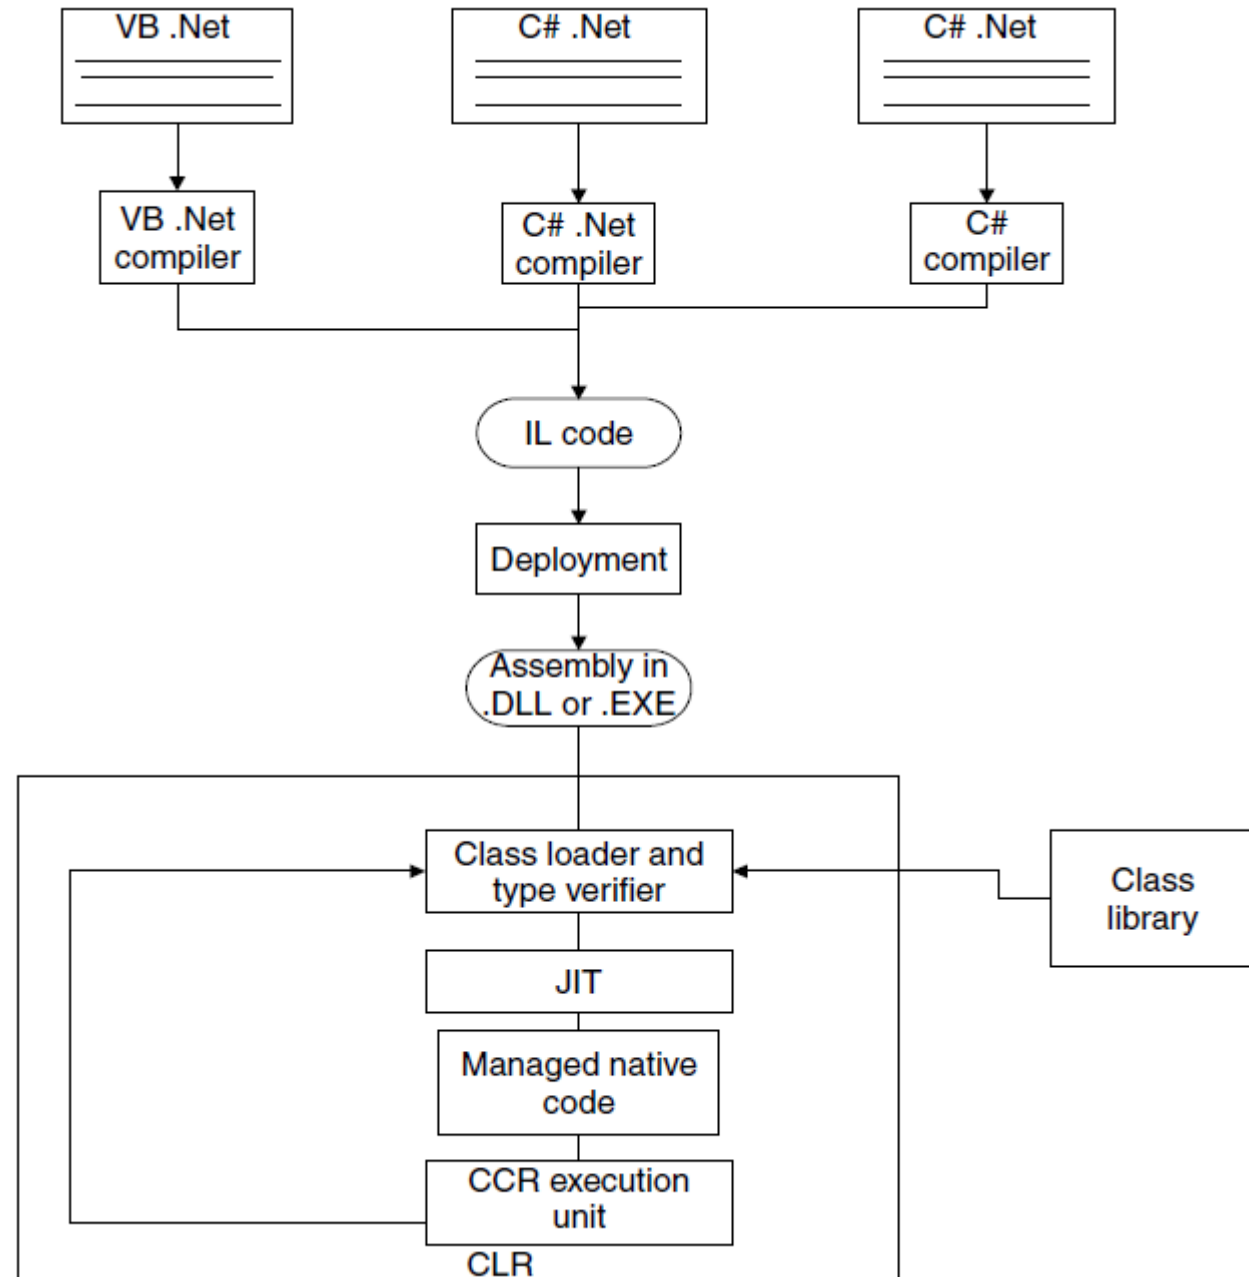 VB .Net
C# .Net
C# .Net
VB .Net
compiler
C# .Net
compiler
C#
compiler
IL code
Deployment
Assembly in
.DLL or .EXE
Class loader and
type verifier
Class
library
JIT
Managed native
code
CCR execution
unit
CLR